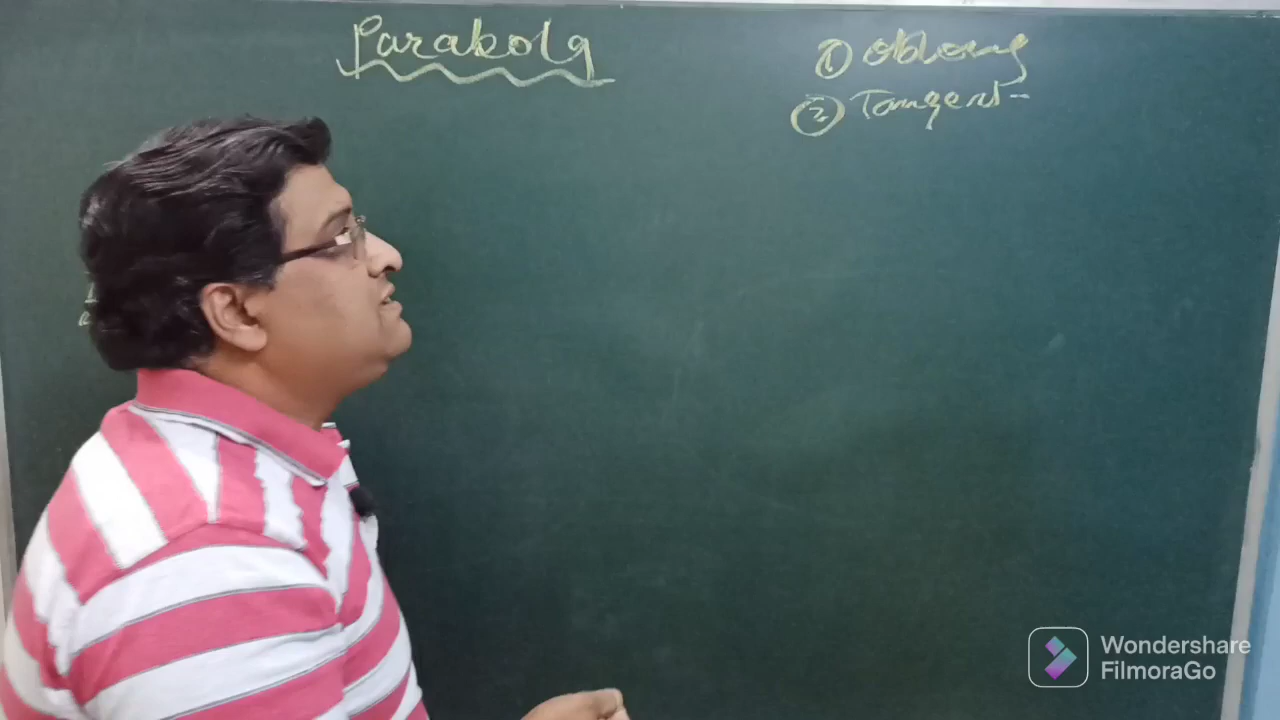 Parabola
① oblong
② Tangent
Wondershare
FilmoraGo